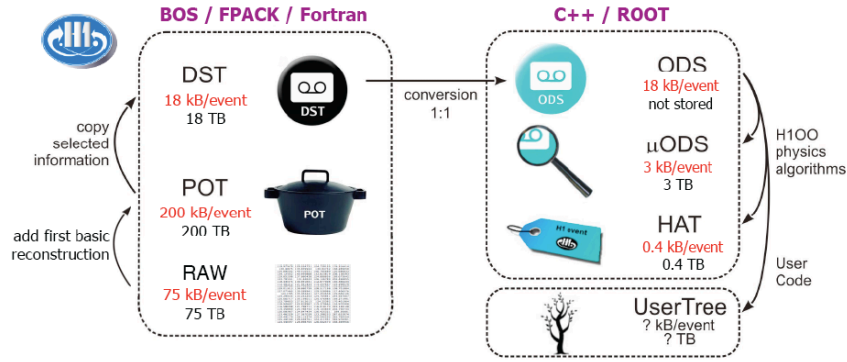 BOS / FPACK / Fortran
C++ / ROOT
H1
DST
18 kB/event
18 TB
DST
copy
selected
information
POT
200 kB/event
200 TB
POT
add first basic
reconstruction
RAW
75 kB/event
75 TB
conversion
1:1
ODS
ODS
18 kB/event
not stored
µODS
3 kB/event
3 TB
H1OO
physics
algorithms
H1 event
HAT
0.4 kB/event
0.4 TB
User
Code
UserTree
? kB/event
? TB